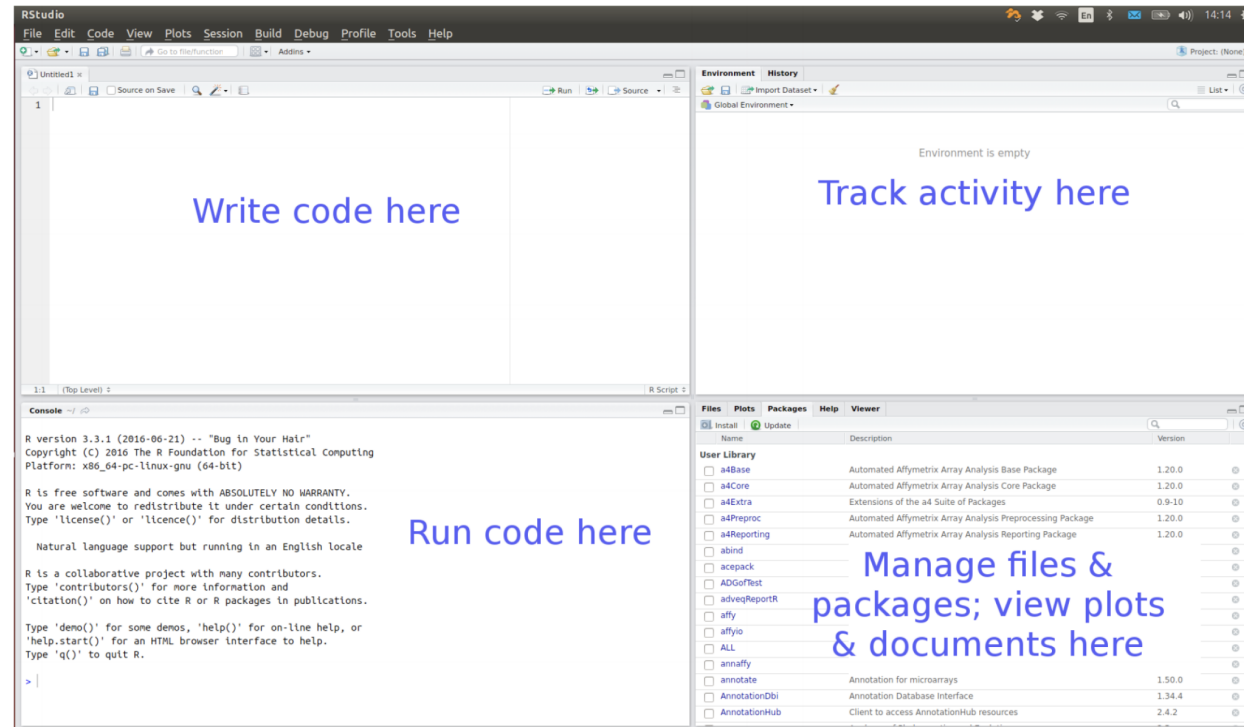 RStudio
En 14:14
File Edit Code View Plots Session Build Debug Profile Tools Help
Go to file/function Addins
Project: (None)
Untitled1
Source on Save Run Source
1
Write code here
1:1 (Top Level) R Script
Environment History
Import Dataset List
Global Environment
Environment is empty
Track activity here
Console ~/
R version 3.3.1 (2016-06-21) -- "Bug in Your Hair"
Copyright (C) 2016 The R Foundation for Statistical Computing
Platform: x86_64-pc-linux-gnu (64-bit)
R is free software and comes with ABSOLUTELY NO WARRANTY.
You are welcome to redistribute it under certain conditions.
Type 'license()' or 'licence()' for distribution details.
Natural language support but running in an English locale
R is a collaborative project with many contributors.
Type 'contributors()' for more information and
'citation()' on how to cite R or R packages in publications.
Type 'demo()' for some demos, 'help()' for on-line help, or
'help.start()' for an HTML browser interface to help.
Type 'q()' to quit R.
>
Run code here
Files Plots Packages Help Viewer
Install Update
Name Description Version
User Library
a4Base Automated Affymetrix Array Analysis Base Package 1.20.0
a4Core Automated Affymetrix Array Analysis Core Package 1.20.0
a4Extra Extensions of the a4 Suite of Packages 0.9-10
a4Preproc Automated Affymetrix Array Analysis Preprocessing Package 1.20.0
a4Reporting Automated Affymetrix Array Analysis Reporting Package 1.20.0
abind
acepack
ADGofTest
adveqReportR
affy
affyio
ALL
annaffy
annotate Annotation for microarrays 1.50.0
AnnotationDbi Annotation Database Interface 1.34.4
AnnotationHub Client to access AnnotationHub resources 2.4.2
Manage files &
packages; view plots
& documents here